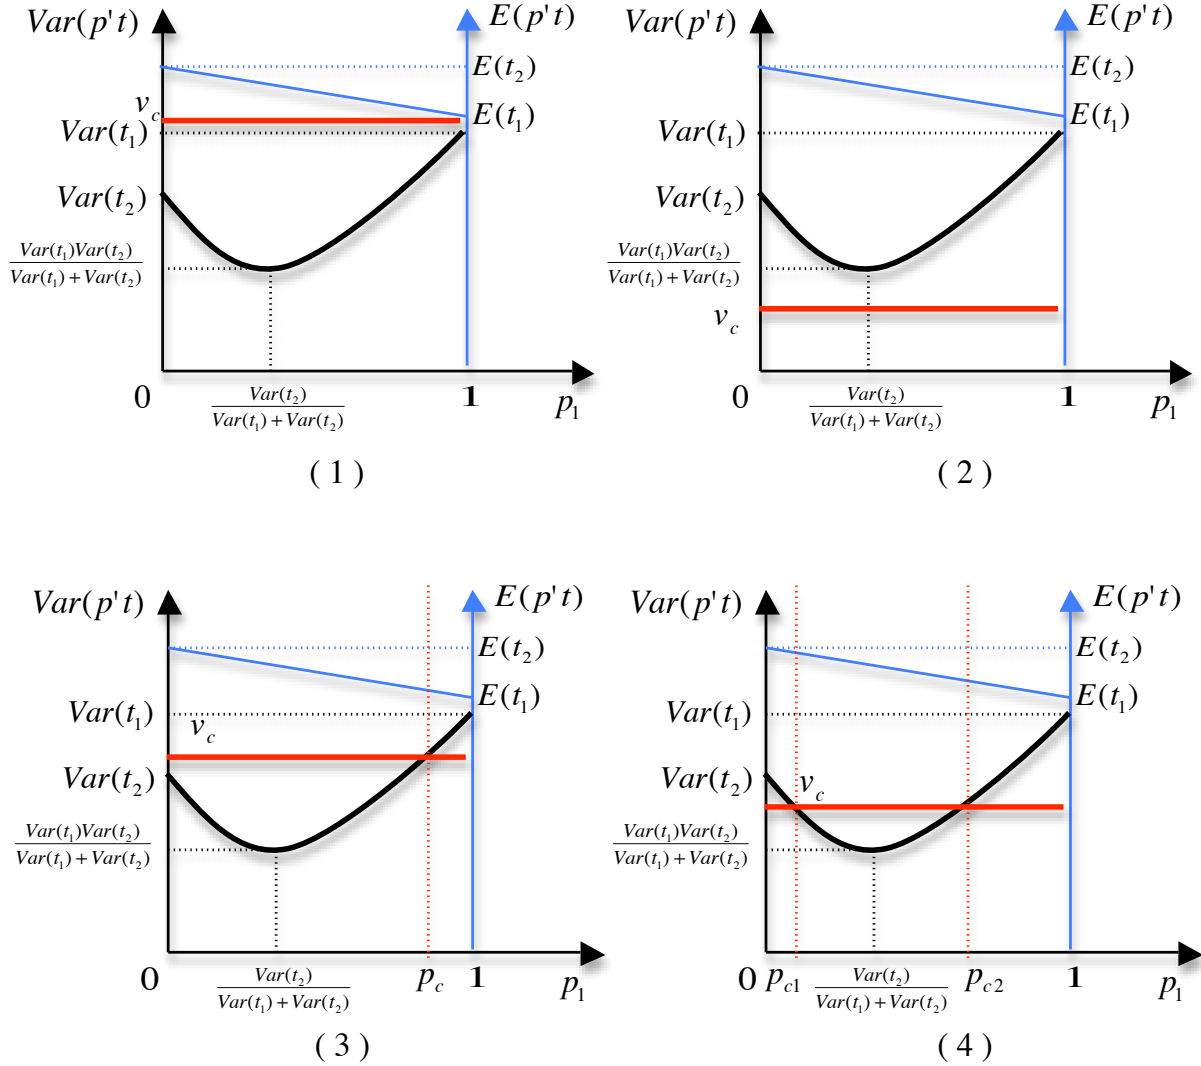 Var(p't) E(p't) Var(p't) E(p't)
E(t₂) E(t₂)
v_c E(t₁) E(t₁)
Var(t₁) Var(t₁)
Var(t₂) Var(t₂)
Var(t₁)Var(t₂) Var(t₁)Var(t₂)
Var(t₁)+Var(t₂) Var(t₁)+Var(t₂)
v_c
0 Var(t₂) 1 p₁ 0 Var(t₂) 1 p₁
Var(t₁)+Var(t₂) Var(t₁)+Var(t₂)
( 1 ) ( 2 )
Var(p't) E(p't) Var(p't) E(p't)
E(t₂) E(t₂)
E(t₁) E(t₁)
Var(t₁) v_c Var(t₁)
Var(t₂) Var(t₂) v_c
Var(t₁)Var(t₂) Var(t₁)Var(t₂)
Var(t₁)+Var(t₂) Var(t₁)+Var(t₂)
0 Var(t₂) p_c 1 p₁ 0 p_c1 Var(t₂) p_c2 1 p₁
Var(t₁)+Var(t₂) Var(t₁)+Var(t₂)
( 3 ) ( 4 )